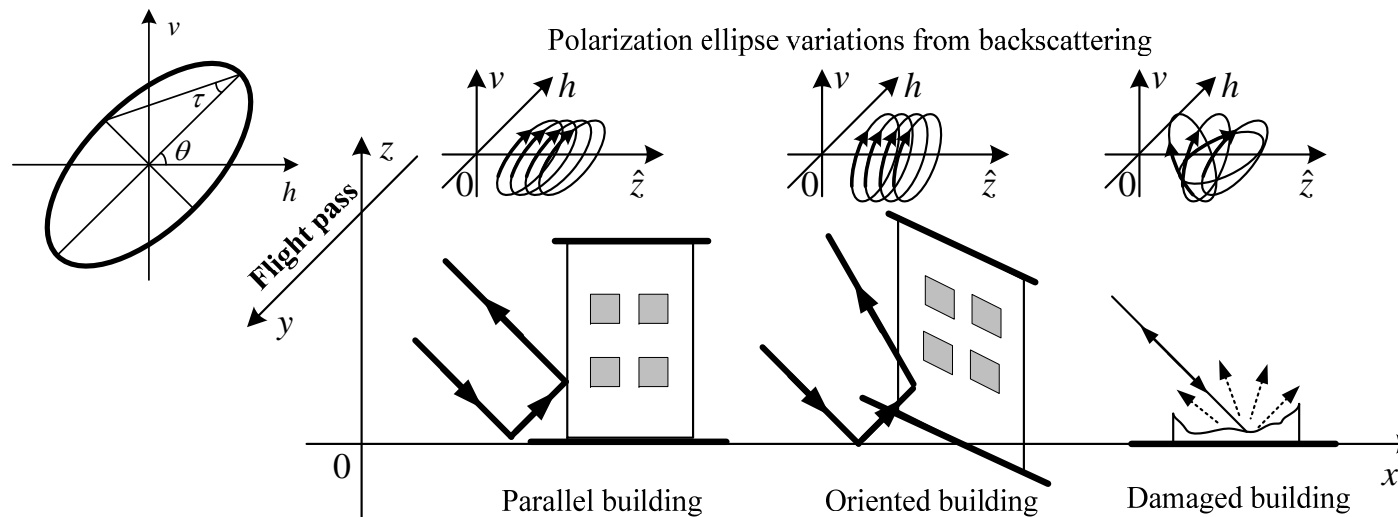 Polarization ellipse variations from backscattering
v
τ
θ
h
v
h
0
ẑ
v
h
0
ẑ
v
h
0
ẑ
z
Flight pass
y
0
x
Parallel building
Oriented building
Damaged building